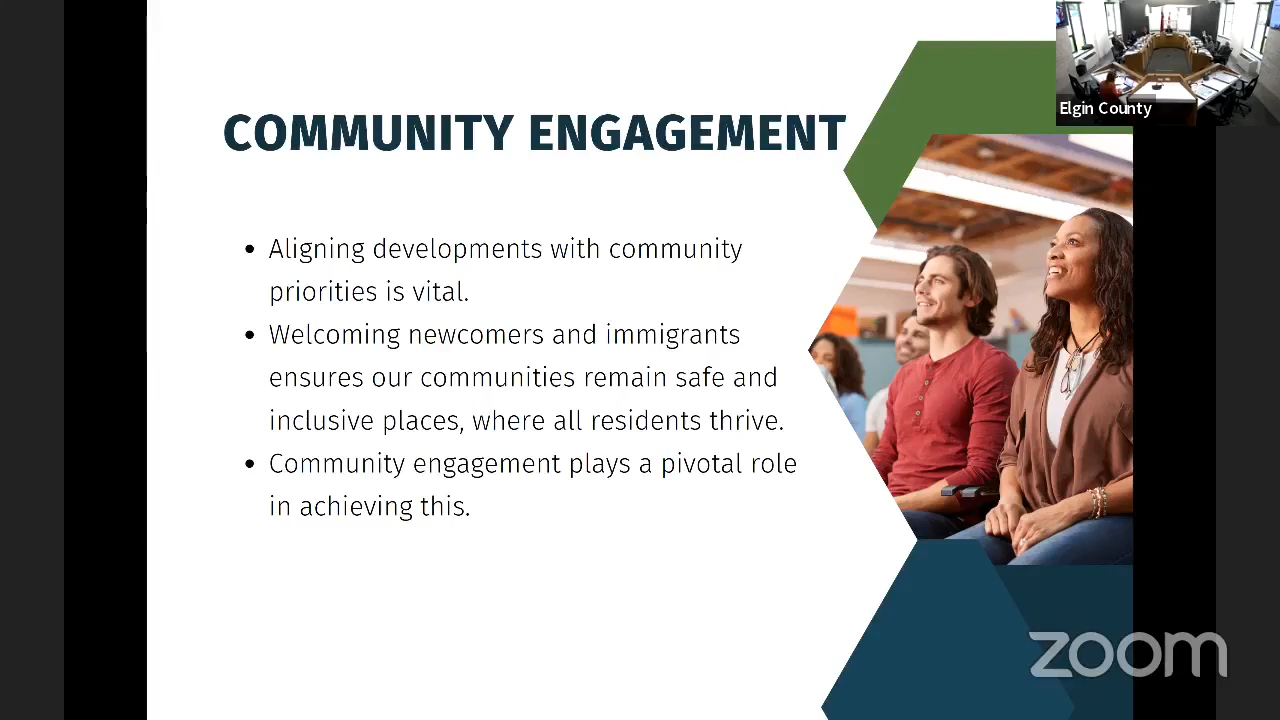 Elgin County
COMMUNITY ENGAGEMENT
• Aligning developments with community
priorities is vital.
• Welcoming newcomers and immigrants
ensures our communities remain safe and
inclusive places, where all residents thrive.
• Community engagement plays a pivotal role
in achieving this.
zoom